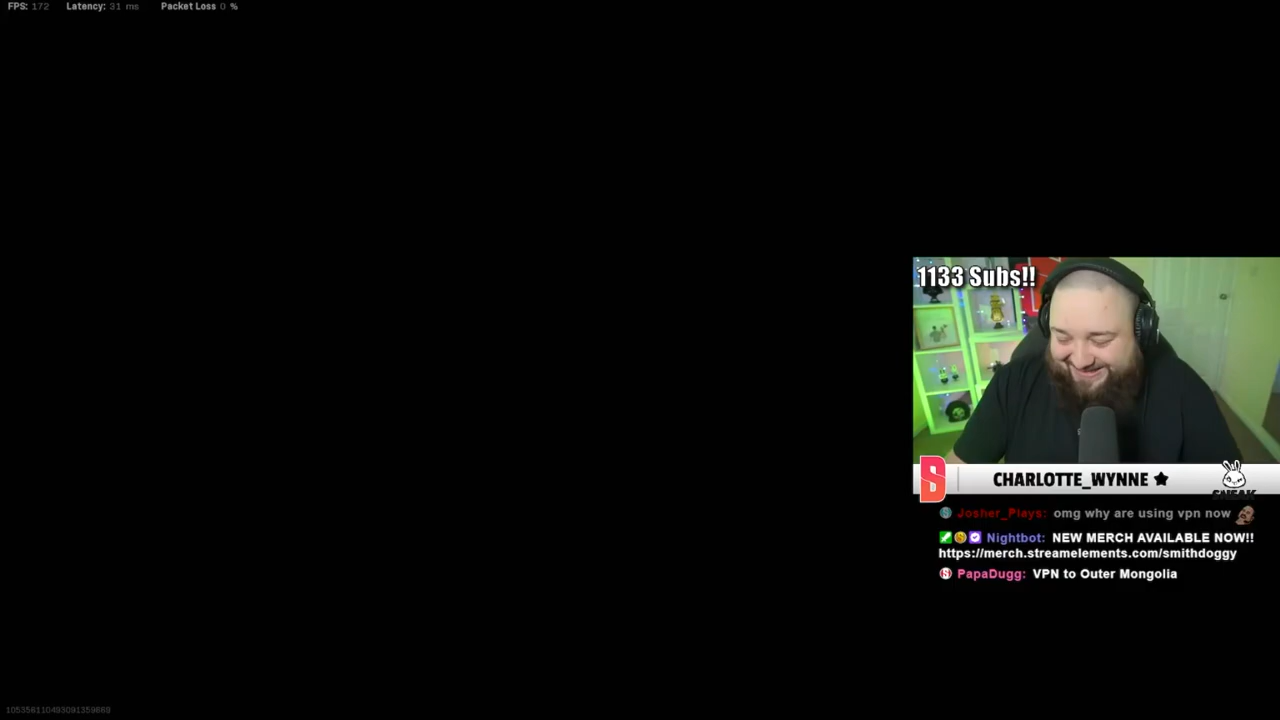 FPS: 172 Latency: 31 ms Packet Loss 0 %
1133 Subs!!
CHARLOTTE_WYNNE
SNEAK
Josher_Plays: omg why are using vpn now
Nightbot: NEW MERCH AVAILABLE NOW!!
https://merch.streamelements.com/smithdoggy
PapaDugg: VPN to Outer Mongolia